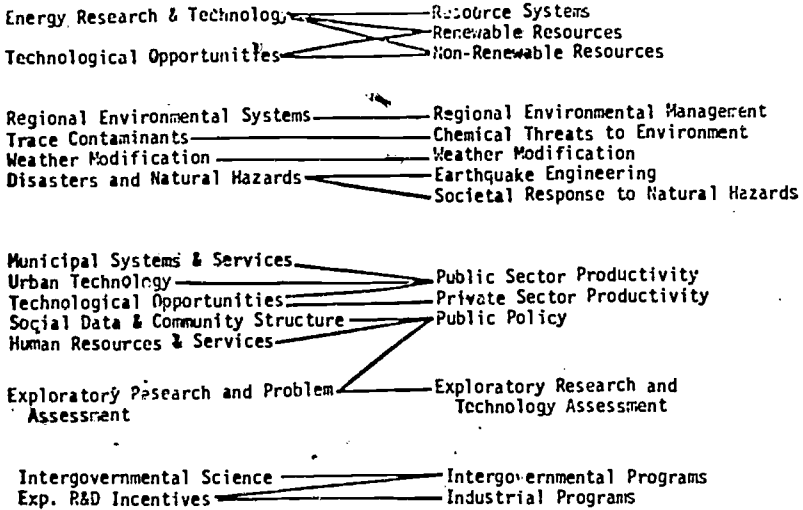 Energy Research & Technology Resource Systems
Renewable Resources
Technological Opportunities Non-Renewable Resources
Regional Environmental Systems Regional Environmental Management
Trace Contaminants Chemical Threats to Environment
Weather Modification Weather Modification
Disasters and Natural Hazards Earthquake Engineering
Societal Response to Natural Hazards
Municipal Systems & Services
Urban Technology Public Sector Productivity
Technological Opportunities Private Sector Productivity
Social Data & Community Structure Public Policy
Human Resources & Services
Exploratory Research and Problem Exploratory Research and
Assessment Technology Assessment
Intergovernmental Science Intergovernmental Programs
Exp. R&D Incentives Industrial Programs